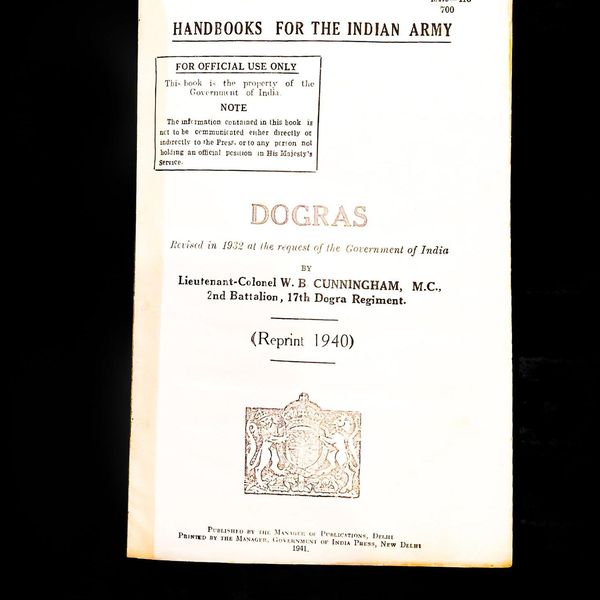 700
HANDBOOKS FOR THE INDIAN ARMY
FOR OFFICIAL USE ONLY
This book is the property of the
Government of India.
NOTE
The information contained in this book is
not to be communicated either directly or
indirectly to the Press, or to any person not
holding an official position in His Majesty's
Service.
DOGRAS
Revised in 1932 at the request of the Government of India
BY
Lieutenant-Colonel W. B. CUNNINGHAM, M.C.,
2nd Battalion, 17th Dogra Regiment.
(Reprint 1940)
PUBLISHED BY THE MANAGER OF PUBLICATIONS, DELHI
PRINTED BY THE MANAGER, GOVERNMENT OF INDIA PRESS, NEW DELHI
1941.